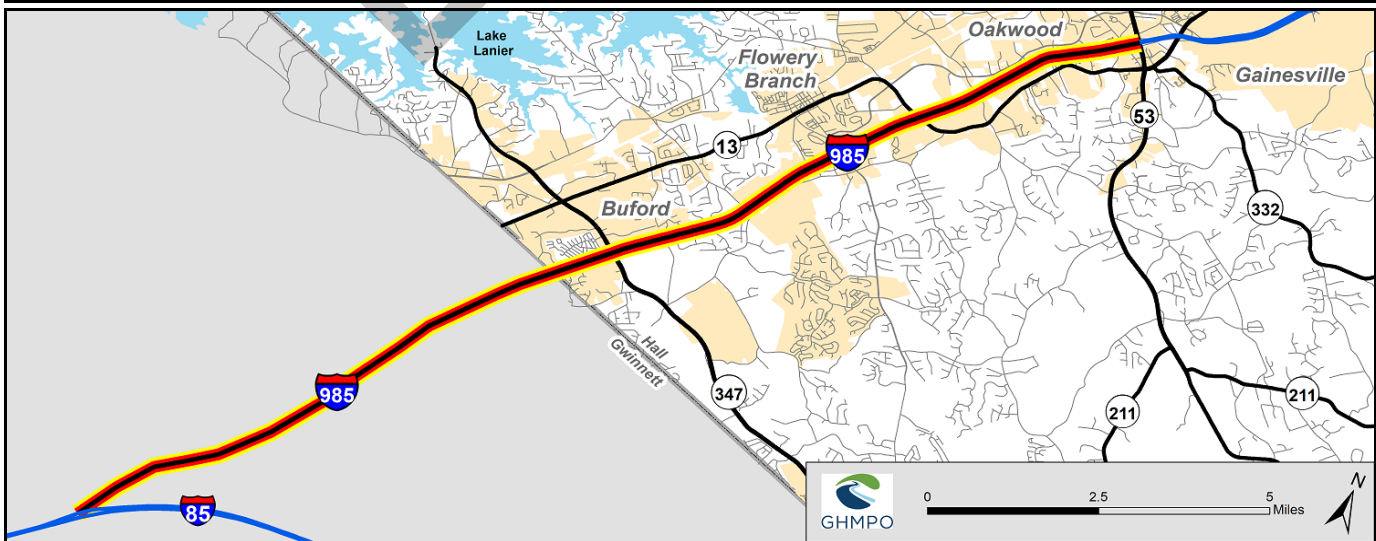 Lake
Lanier
Oakwood
Flowery
Branch
Gainesville
53
13
985
332
Buford
Hall
Gwinnett
985
347
211
211
85
GHMPO
0 2.5 5
Miles
N